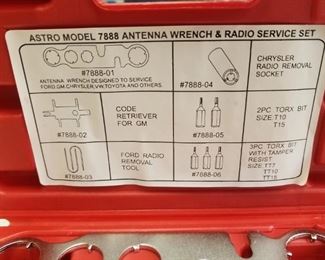 ASTRO MODEL 7888 ANTENNA WRENCH & RADIO SERVICE SET
#7888-01
ANTENNA WRENCH DESIGNED TO SERVICE
FORD.GM.CHRYSLER,VW,TOYOTA AND OTHERS.
#7888-04
CHRYSLER
RADIO REMOVAL
SOCKET
#7888-02
CODE
RETRIEVER
FOR GM
#7888-05
2PC TORX BIT
SIZE:T10
T15
#7888-03
FORD RADIO
REMOVAL
TOOL
#7888-06
3PC TORX BIT
WITH TAMPER
RESIST
SIZE:TT7
TT10
TT15